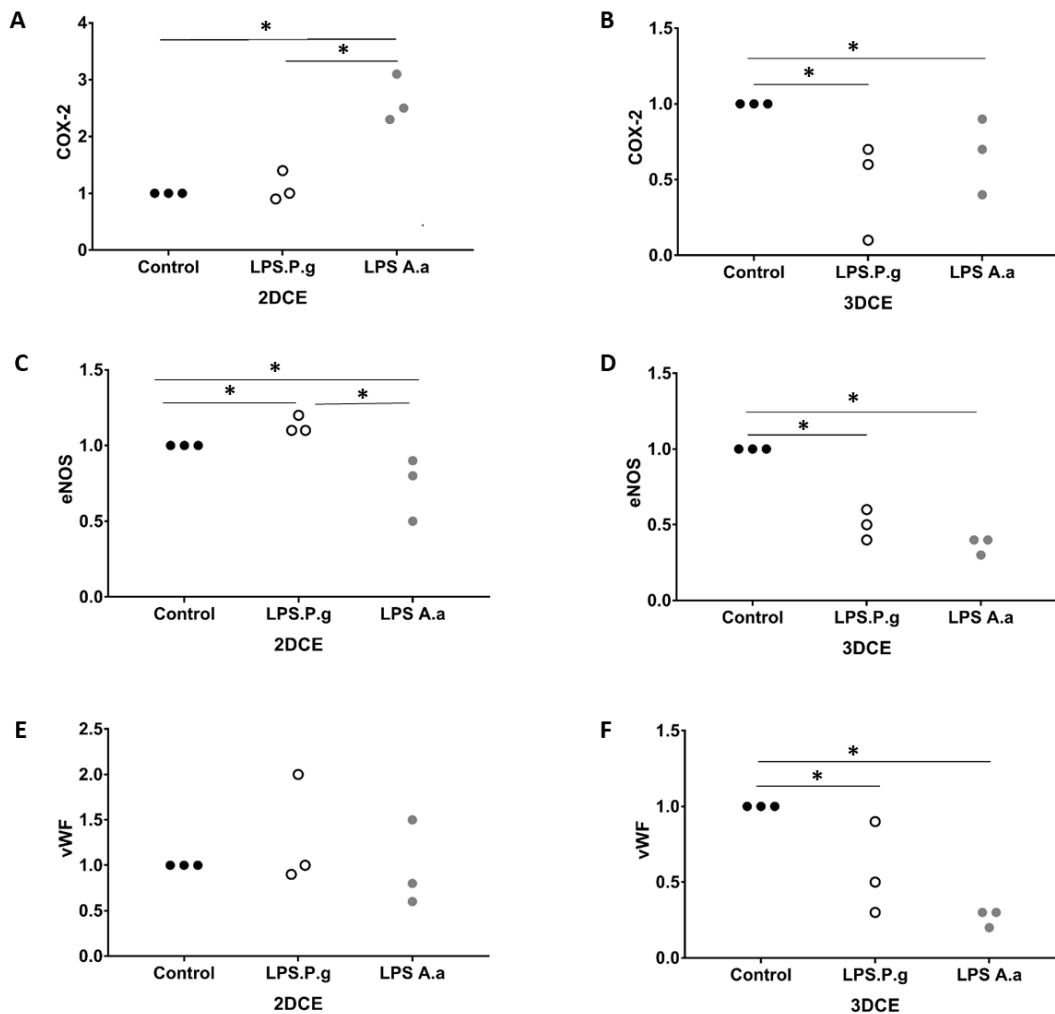 A
4
*
*
3
COX-2
2
1
0
Control LPS.P.g LPS A.a
2DCE
B
1.5
*
*
1.0
COX-2
0.5
0.0
Control LPS.P.g LPS A.a
3DCE
C
1.5
*
*
*
1.0
eNOS
0.5
0.0
Control LPS.P.g LPS A.a
2DCE
D
1.5
*
*
1.0
eNOS
0.5
0.0
Control LPS.P.g LPS A.a
3DCE
E
2.5
2.0
1.5
vWF
1.0
0.5
0.0
Control LPS.P.g LPS A.a
2DCE
F
1.5
*
*
1.0
vWF
0.5
0.0
Control LPS.P.g LPS A.a
3DCE